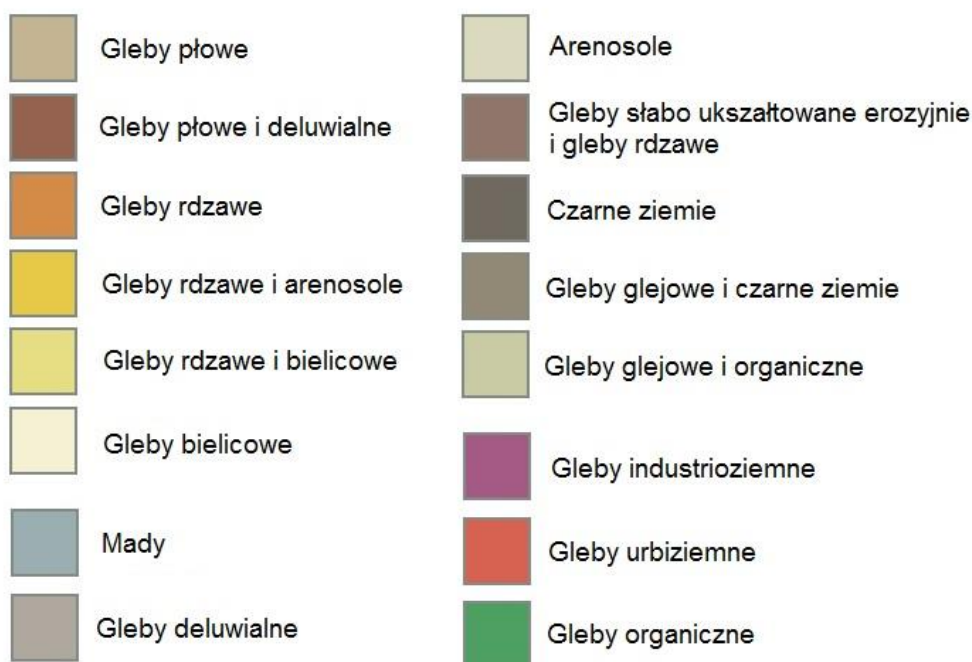 Gleby płowe
Gleby płowe i deluwialne
Gleby rdzawe
Gleby rdzawe i arenosole
Gleby rdzawe i bielicowe
Gleby bielicowe
Mady
Gleby deluwialne
Arenosole
Gleby słabo ukszałtowane erozyjnie
i gleby rdzawe
Czarne ziemie
Gleby glejowe i czarne ziemie
Gleby glejowe i organiczne
Gleby industrioziemne
Gleby urbiziemne
Gleby organiczne